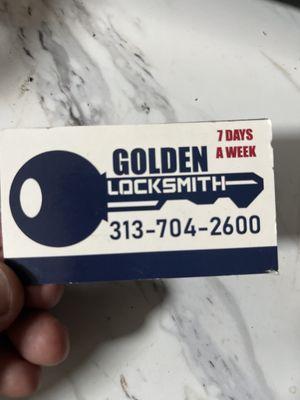 7 DAYS
A WEEK
GOLDEN
LOCKSMITH
313-704-2600